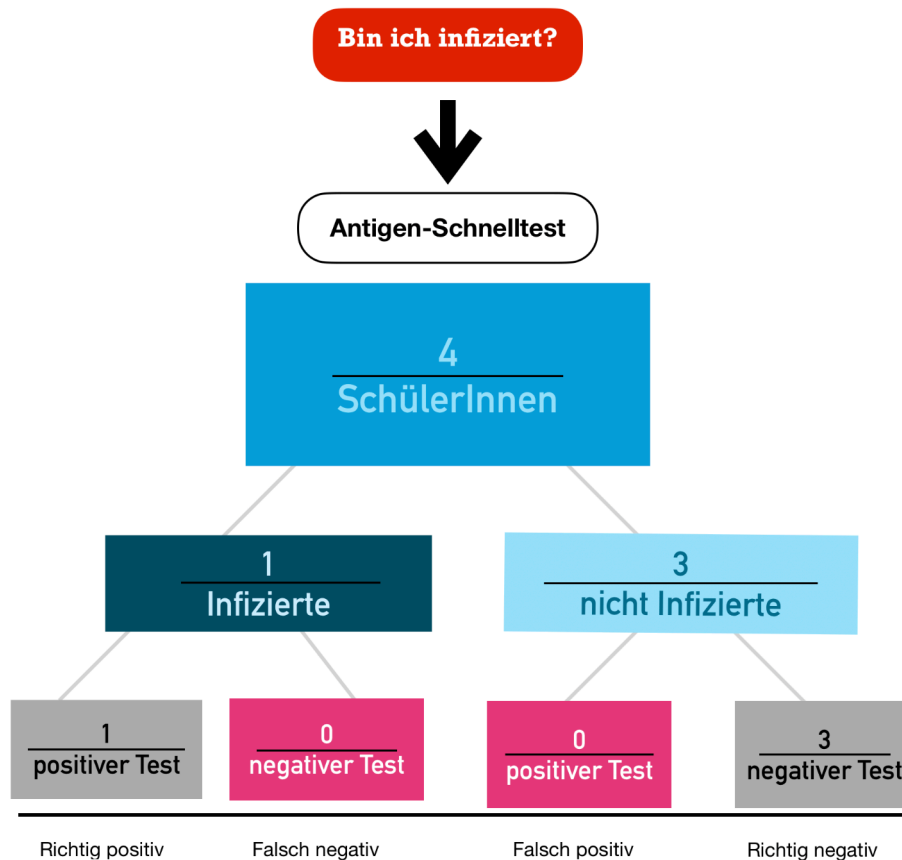 Bin ich infiziert?
Antigen-Schnelltest
4
SchülerInnen
1
Infizierte
3
nicht Infizierte
1
positiver Test
0
negativer Test
0
positiver Test
3
negativer Test
Richtig positiv
Falsch negativ
Falsch positiv
Richtig negativ